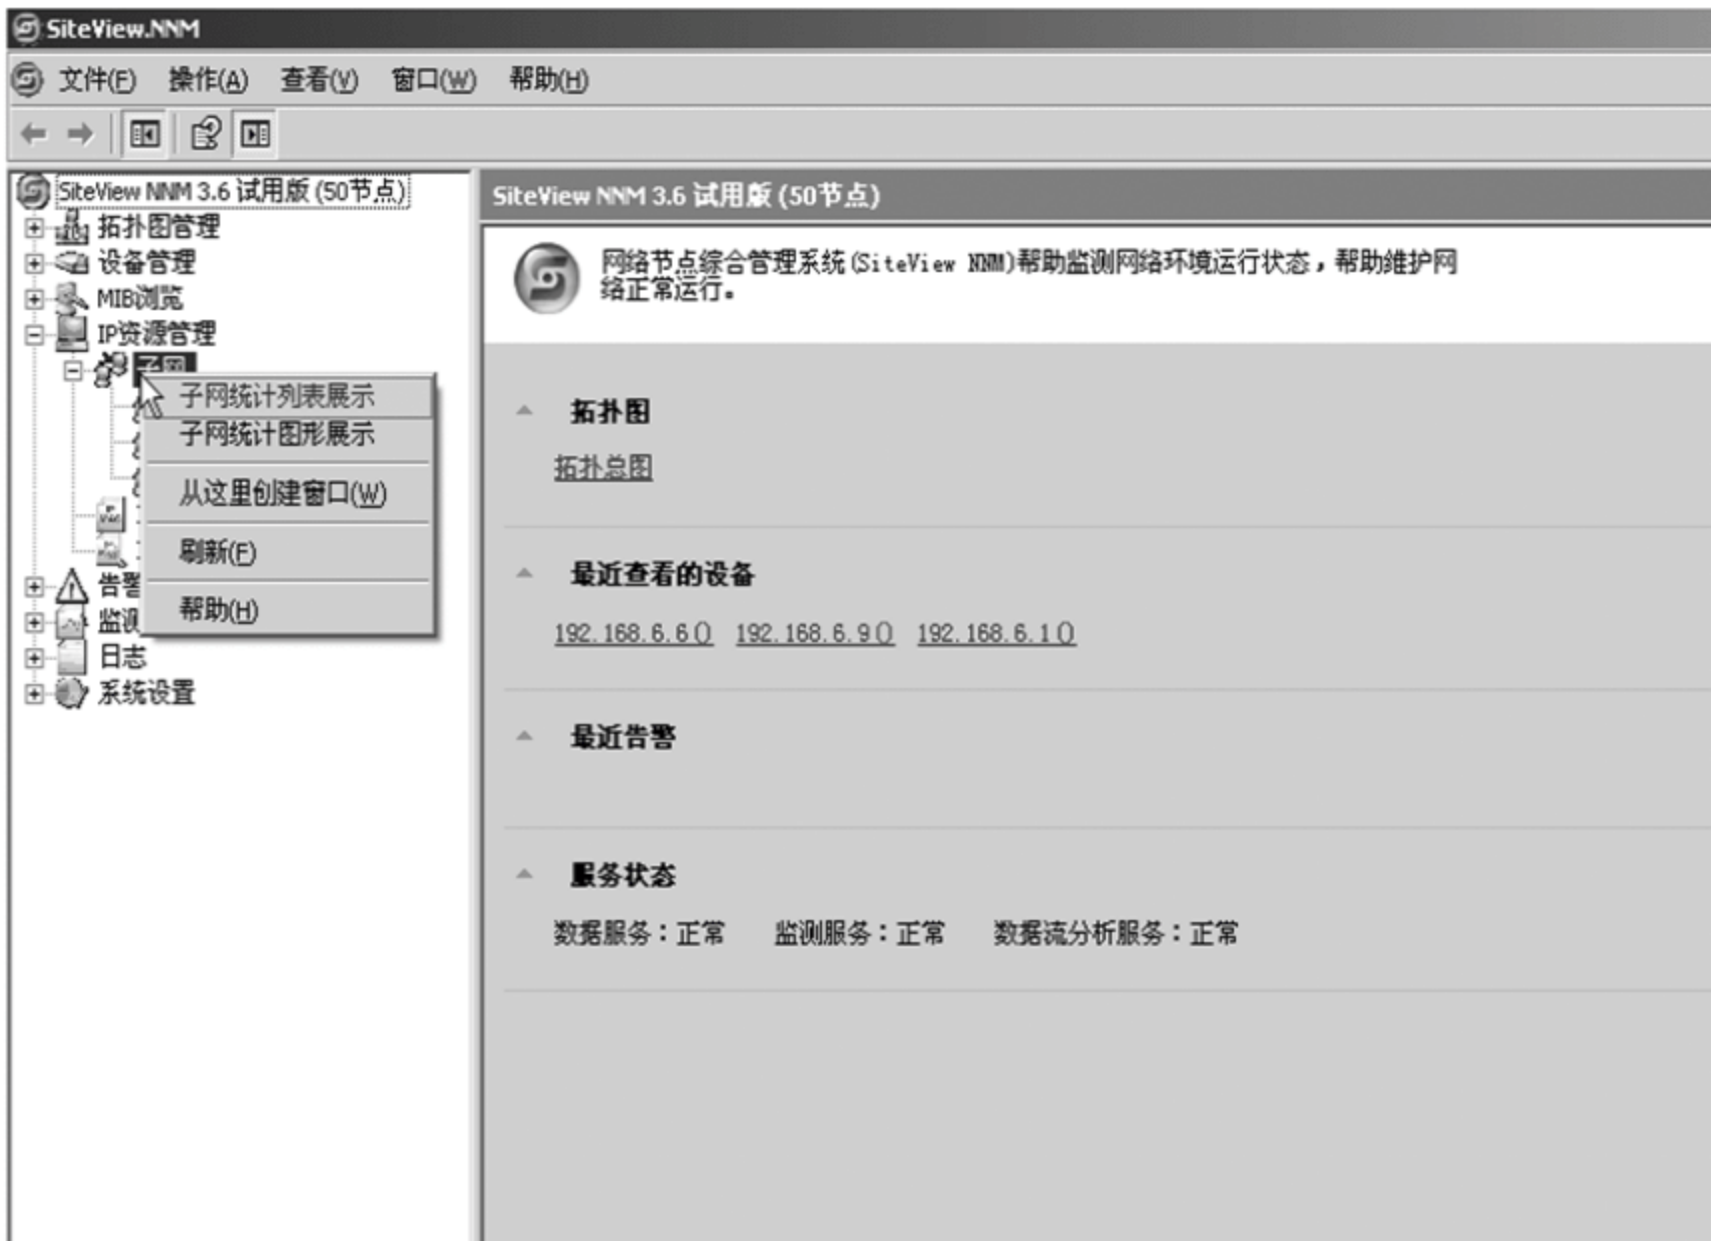 SiteView.NNM
文件(F) 操作(A) 查看(V) 窗口(W) 帮助(H)
SiteView NNM 3.6 试用版 (50节点)
拓扑图管理
设备管理
MIB浏览
IP资源管理
子网
子网统计列表展示
子网统计图形展示
从这里创建窗口(W)
刷新(F)
帮助(H)
告警
监测
日志
系统设置
SiteView NNM 3.6 试用版 (50节点)
网络节点综合管理系统(SiteView NNM)帮助监测网络环境运行状态，帮助维护网
络正常运行。
拓扑图
拓扑总图
最近查看的设备
192.168.6.6() 192.168.6.9() 192.168.6.1()
最近告警
服务状态
数据服务：正常 监测服务：正常 数据流分析服务：正常